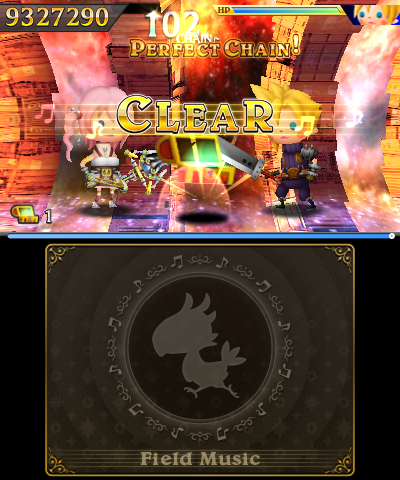 9327290
102
CHAIN
HP
PERFECT CHAIN!
CLEAR
1
Field Music